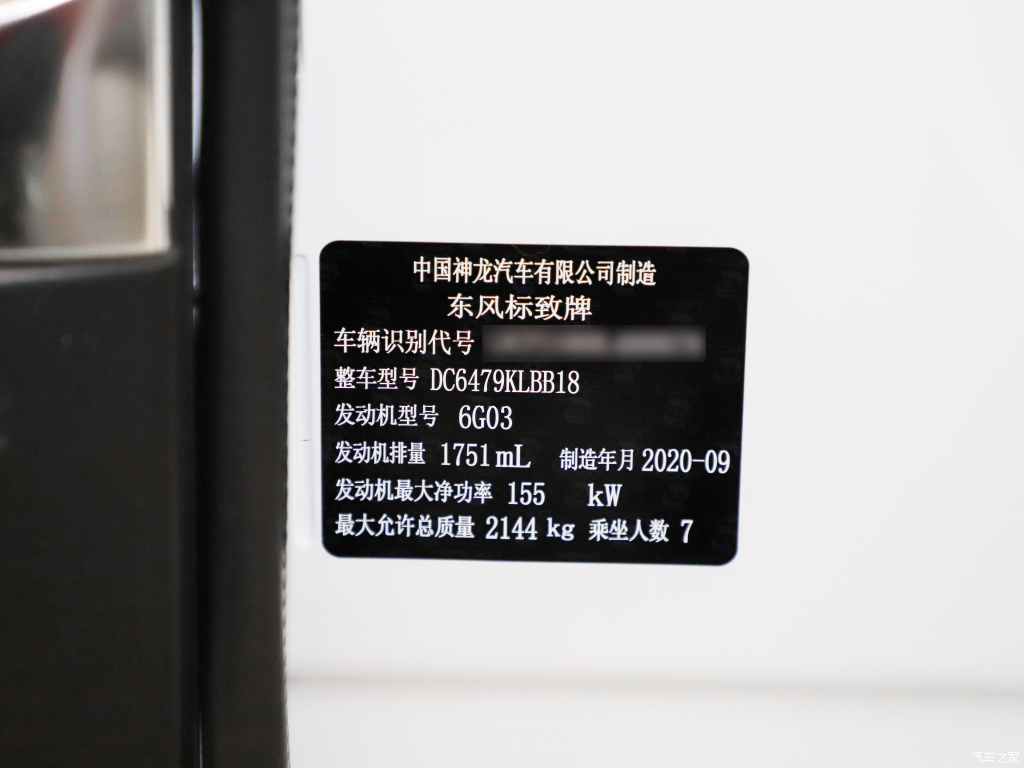 中国神龙汽车有限公司制造
东风标致牌
车辆识别代号
整车型号 DC6479KLBB18
发动机型号 6G03
发动机排量 1751mL 制造年月 2020-09
发动机最大净功率 155 kW
最大允许总质量 2144 kg 乘坐人数 7
汽车之家